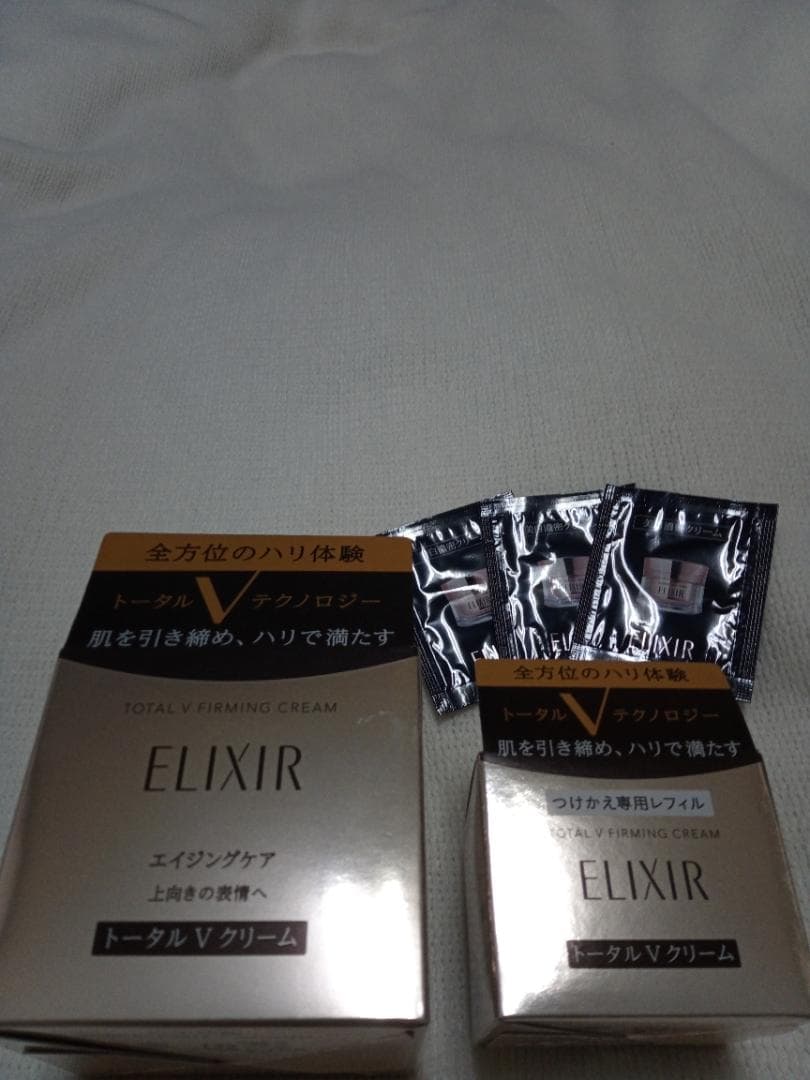 全方位のハリ体験
トータル V テクノロジー
肌を引き締め、ハリで満たす
TOTAL V FIRMING CREAM
ELIXIR
エイジングケア
上向きの表情へ
トータル V クリーム
クリーム
ELIXIR
ELIXIR
全方位のハリ体験
トータル V テクノロジー
肌を引き締め、ハリで満たす
つけかえ専用レフィル
TOTAL V FIRMING CREAM
ELIXIR
トータル V クリーム